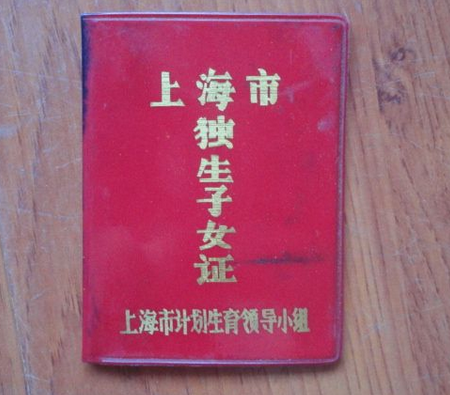 上海市
独生子女证
上海市计划生育领导小组